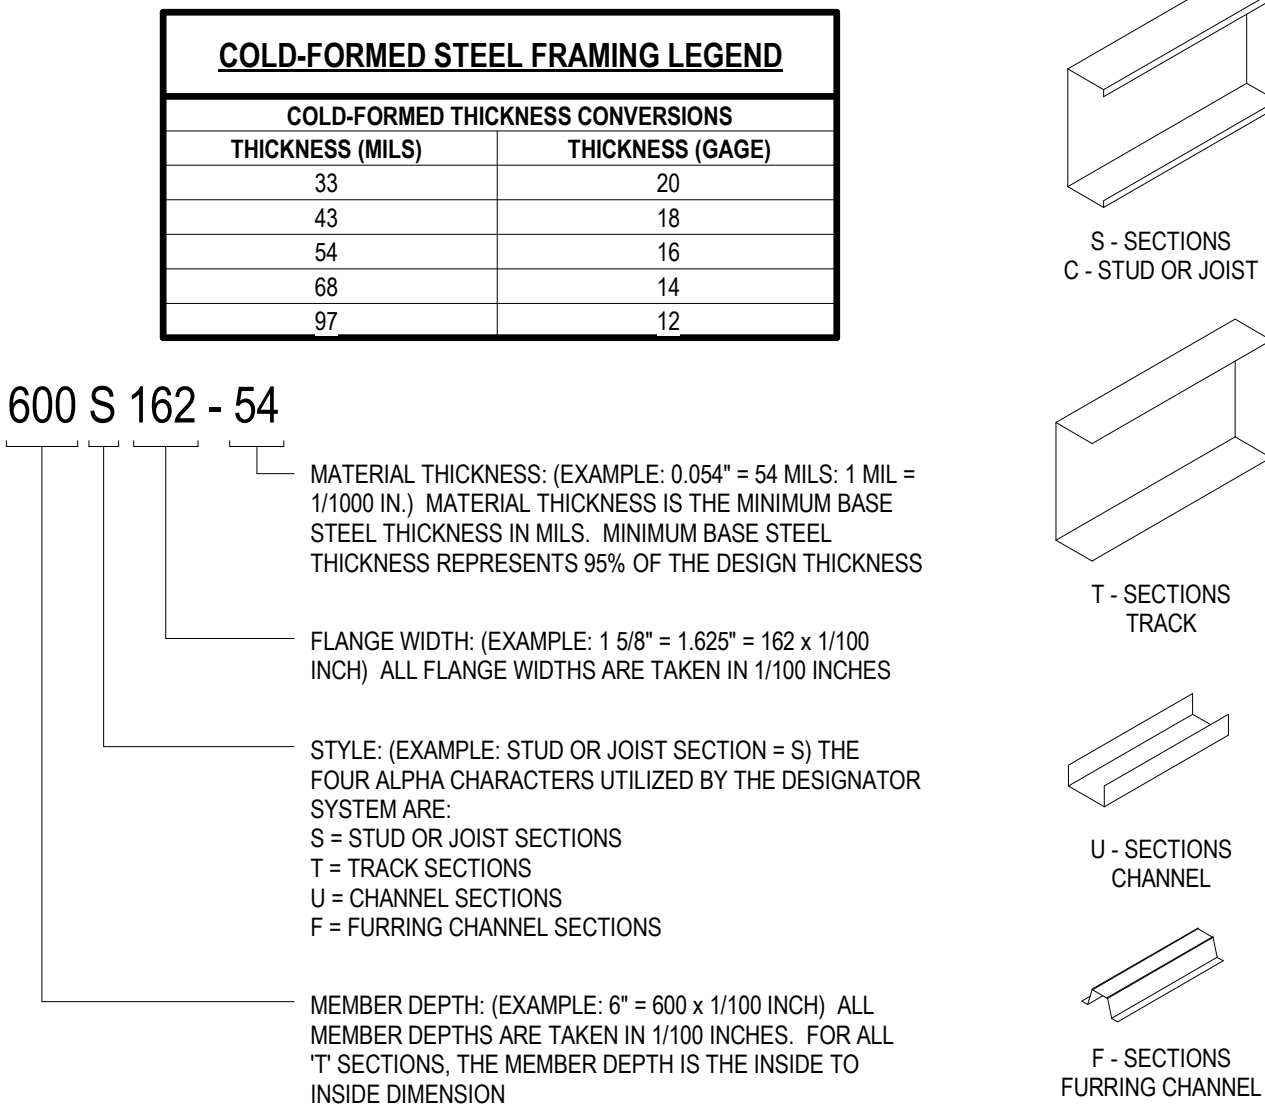 COLD-FORMED STEEL FRAMING LEGEND
COLD-FORMED THICKNESS CONVERSIONS
THICKNESS (MILS) THICKNESS (GAGE)
33 20
43 18
54 16
68 14
97 12
S - SECTIONS
C - STUD OR JOIST
T - SECTIONS
TRACK
U - SECTIONS
CHANNEL
F - SECTIONS
FURRING CHANNEL
600 S 162 - 54
MATERIAL THICKNESS: (EXAMPLE: 0.054" = 54 MILS: 1 MIL =
1/1000 IN.) MATERIAL THICKNESS IS THE MINIMUM BASE
STEEL THICKNESS IN MILS. MINIMUM BASE STEEL
THICKNESS REPRESENTS 95% OF THE DESIGN THICKNESS
FLANGE WIDTH: (EXAMPLE: 1 5/8" = 1.625" = 162 x 1/100
INCH) ALL FLANGE WIDTHS ARE TAKEN IN 1/100 INCHES
STYLE: (EXAMPLE: STUD OR JOIST SECTION = S) THE
FOUR ALPHA CHARACTERS UTILIZED BY THE DESIGNATOR
SYSTEM ARE:
S = STUD OR JOIST SECTIONS
T = TRACK SECTIONS
U = CHANNEL SECTIONS
F = FURRING CHANNEL SECTIONS
MEMBER DEPTH: (EXAMPLE: 6" = 600 x 1/100 INCH) ALL
MEMBER DEPTHS ARE TAKEN IN 1/100 INCHES. FOR ALL
'T' SECTIONS, THE MEMBER DEPTH IS THE INSIDE TO
INSIDE DIMENSION